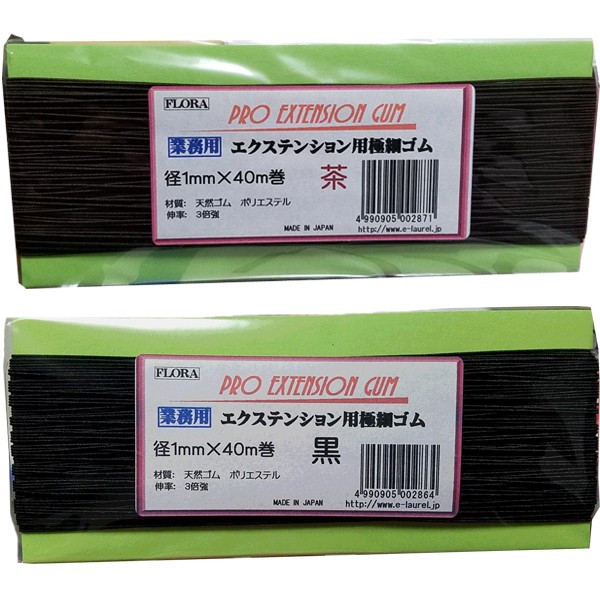 FLORA
PRO EXTENSION GUM
業務用 エクステンション用極細ゴム
径1mm×40m巻 茶
材質: 天然ゴム ポリエステル
伸率: 3倍強
4 990905 002871
MADE IN JAPAN http://www.e-laurel.jp
FLORA
PRO EXTENSION GUM
業務用 エクステンション用極細ゴム
径1mm×40m巻 黒
材質: 天然ゴム ポリエステル
伸率: 3倍強
4 990905 002864
MADE IN JAPAN http://www.e-laurel.jp